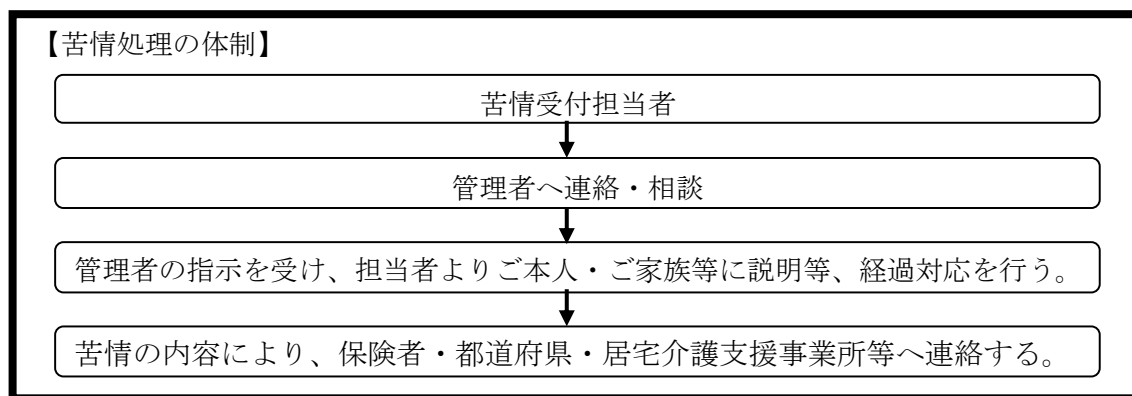 【苦情処理の体制】
苦情受付担当者
管理者へ連絡・相談
管理者の指示を受け、担当者よりご本人・ご家族等に説明等、経過対応を行う。
苦情の内容により、保険者・都道府県・居宅介護支援事業所等へ連絡する。